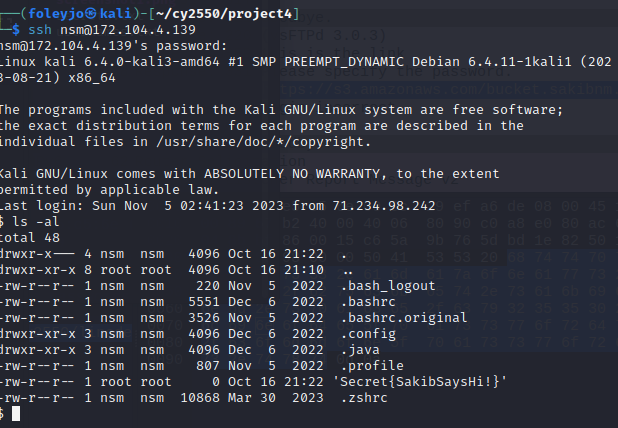 ──(foleyjo㉿kali)-[~/cy2550/project4]
─$ ssh nsm@172.104.4.139
nsm@172.104.4.139's password:
Linux kali 6.4.0-kali3-amd64 #1 SMP PREEMPT_DYNAMIC Debian 6.4.11-1kali1 (202
3-08-21) x86_64
The programs included with the Kali GNU/Linux system are free software;
the exact distribution terms for each program are described in the
individual files in /usr/share/doc/*/copyright.
Kali GNU/Linux comes with ABSOLUTELY NO WARRANTY, to the extent
permitted by applicable law.
Last login: Sun Nov  5 02:41:23 2023 from 71.234.98.242
$ ls -al
total 48
drwxr-x--- 4 nsm  nsm   4096 Oct 16 21:22  .
drwxr-xr-x 8 root root  4096 Oct 16 21:10  ..
-rw-r--r-- 1 nsm  nsm    220 Nov  5  2022  .bash_logout
-rw-r--r-- 1 nsm  nsm   5551 Dec  6  2022  .bashrc
-rw-r--r-- 1 nsm  nsm   3526 Nov  5  2022  .bashrc.original
drwxr-xr-x 3 nsm  nsm   4096 Dec  6  2022  .config
drwxr-xr-x 3 nsm  nsm   4096 Dec  6  2022  .java
-rw-r--r-- 1 nsm  nsm    807 Nov  5  2022  .profile
-rw-r--r-- 1 root root     0 Oct 16 21:22 'Secret{SakibSaysHi!}'
-rw-r--r-- 1 nsm  nsm  10868 Mar 30  2023  .zshrc
$